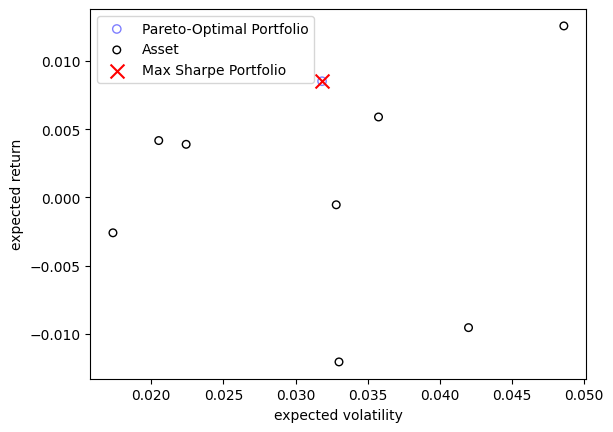 Pareto-Optimal Portfolio
Asset
Max Sharpe Portfolio
0.010
0.005
0.000
−0.005
−0.010
expected return
0.020 0.025 0.030 0.035 0.040 0.045 0.050
expected volatility